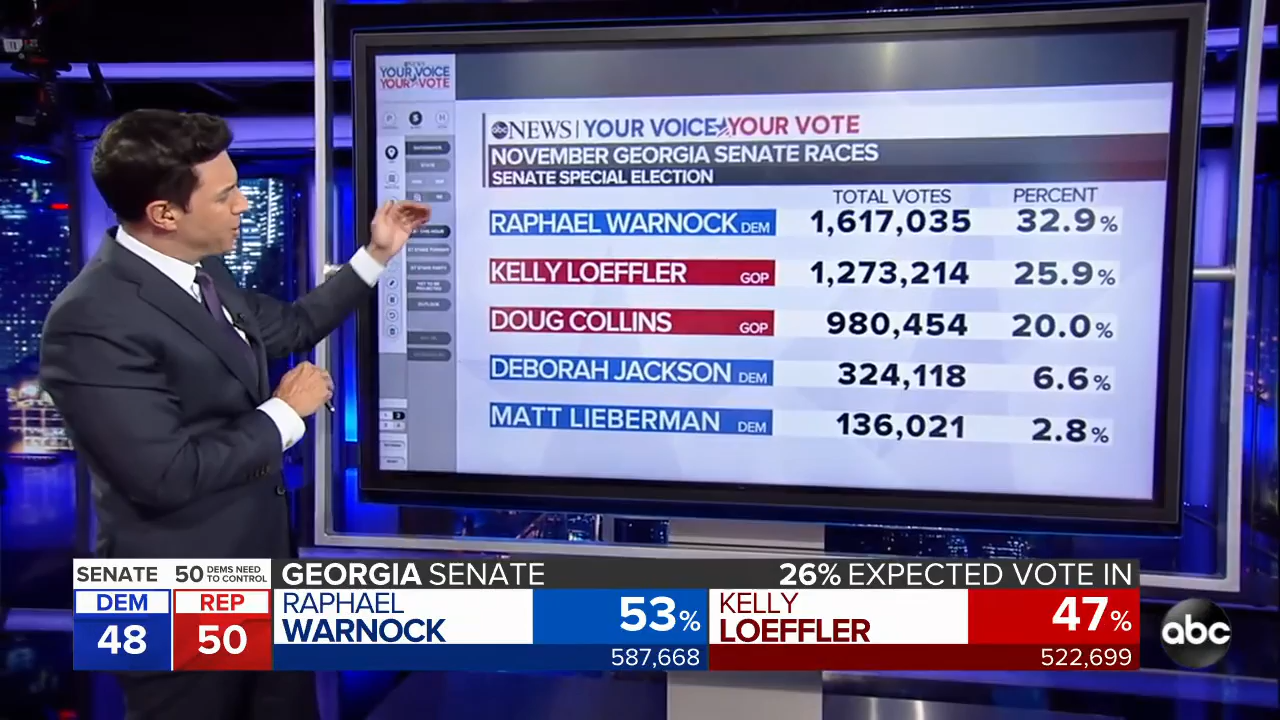 NEWS
YOUR VOICE
YOUR VOTE
abc NEWS | YOUR VOICE YOUR VOTE
NOVEMBER GEORGIA SENATE RACES
SENATE SPECIAL ELECTION
TOTAL VOTES PERCENT
RAPHAEL WARNOCK DEM 1,617,035 32.9%
KELLY LOEFFLER GOP 1,273,214 25.9%
DOUG COLLINS GOP 980,454 20.0%
DEBORAH JACKSON DEM 324,118 6.6%
MATT LIEBERMAN DEM 136,021 2.8%
SENATE 50 DEMS NEED TO CONTROL
DEM 48
REP 50
GEORGIA SENATE 26% EXPECTED VOTE IN
RAPHAEL WARNOCK 53%
587,668
KELLY LOEFFLER 47%
522,699
abc